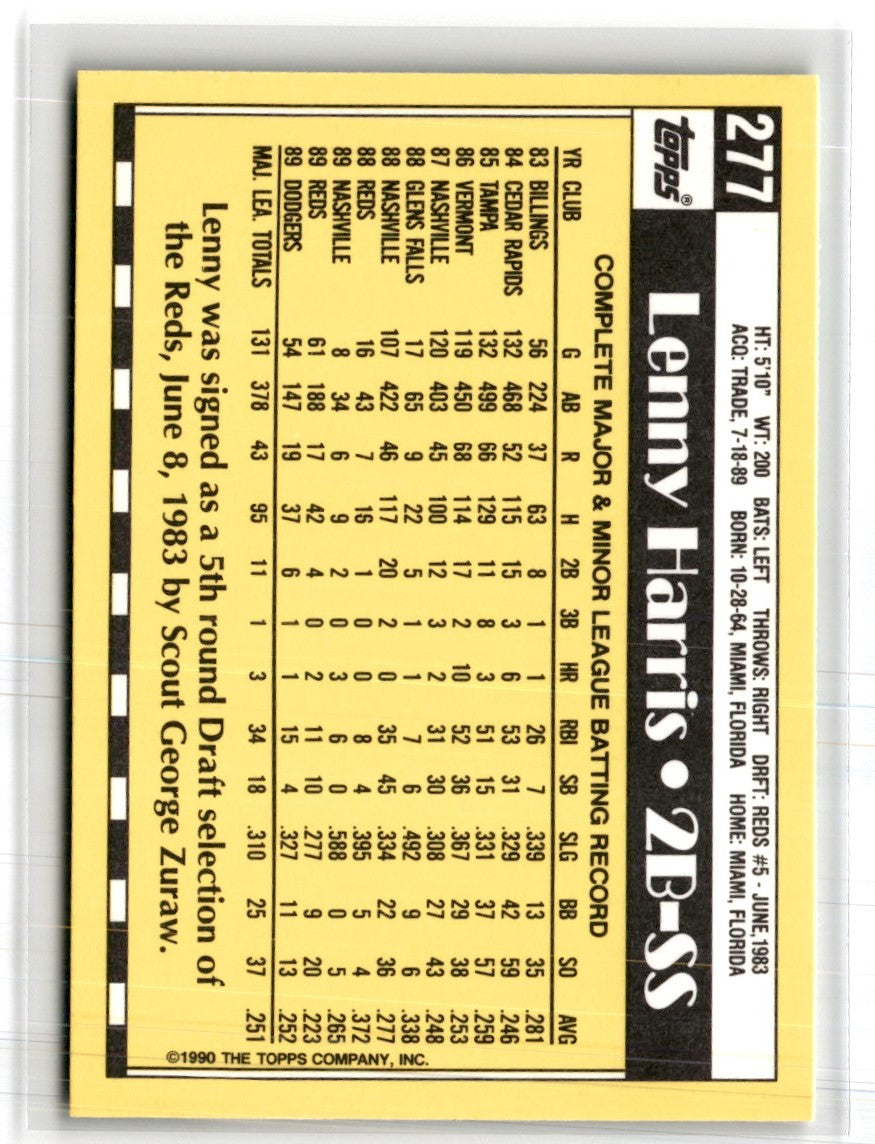 277
HT: 5'10" WT: 200 BATS: LEFT THROWS: RIGHT DRFT: REDS #5 - JUNE, 1983
ACQ: TRADE, 7-18-89 BORN: 10-28-64, MIAMI, FLORIDA HOME: MIAMI, FLORIDA
TOPPS®
Lenny Harris • 2B-SS
COMPLETE MAJOR & MINOR LEAGUE BATTING RECORD
YR CLUB G AB R H 2B 3B HR RBI SB SLG BB SO AVG
83 BILLINGS 56 224 37 63 8 1 1 26 7 .339 13 35 .281
84 CEDAR RAPIDS 132 468 52 115 15 3 6 53 31 .329 42 59 .246
85 TAMPA 132 499 66 129 11 8 3 51 15 .331 37 57 .259
86 VERMONT 119 450 68 114 17 2 10 52 36 .367 29 38 .253
87 NASHVILLE 120 403 45 100 12 3 2 31 30 .308 27 43 .248
88 GLENS FALLS 17 65 9 22 5 1 1 7 6 .492 9 6 .338
88 NASHVILLE 107 422 46 117 20 2 0 35 45 .334 22 36 .277
88 REDS 16 43 7 16 1 0 0 8 4 .395 5 4 .372
89 NASHVILLE 8 34 6 9 2 0 3 6 0 .588 0 5 .265
89 REDS 61 188 17 42 4 0 2 11 10 .277 9 20 .223
89 DODGERS 54 147 19 37 6 1 1 15 4 .327 11 13 .252
MAJ. LEA. TOTALS 131 378 43 95 11 1 3 34 18 .310 25 37 .251
Lenny was signed as a 5th round Draft selection of
the Reds, June 8, 1983 by Scout George Zuraw.
©1990 THE TOPPS COMPANY, INC.